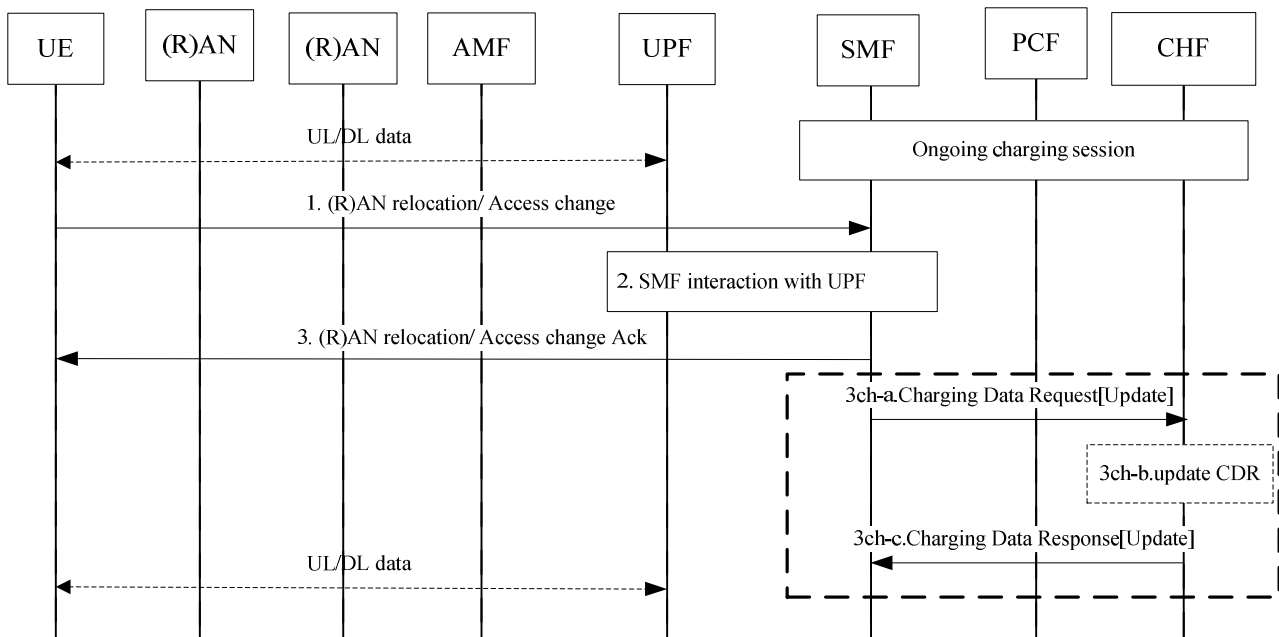 UE
(R)AN
(R)AN
AMF
UPF
SMF
PCF
CHF
UL/DL data
Ongoing charging session
1. (R)AN relocation/ Access change
2. SMF interaction with UPF
3. (R)AN relocation/ Access change Ack
3ch-a.Charging Data Request[Update]
3ch-b.update CDR
3ch-c.Charging Data Response[Update]
UL/DL data